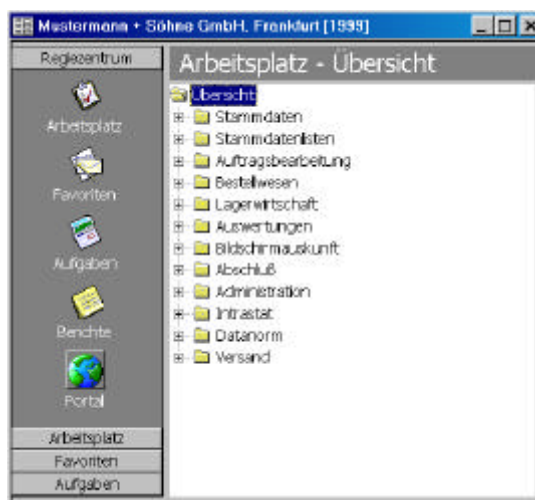 Mustermann + Söhne GmbH, Frankfurt [1999]
Regiezentrum
Arbeitsplatz
Favoriten
Aufgaben
Berichte
Portal
Arbeitsplatz
Favoriten
Aufgaben
Arbeitsplatz - Übersicht
Übersicht
Stammdaten
Stammdatenlisten
Auftragsbearbeitung
Bestellwesen
Lagerwirtschaft
Auswertungen
Bildschirmauskunft
Abschluß
Administration
Intrastat
Datanorm
Versand